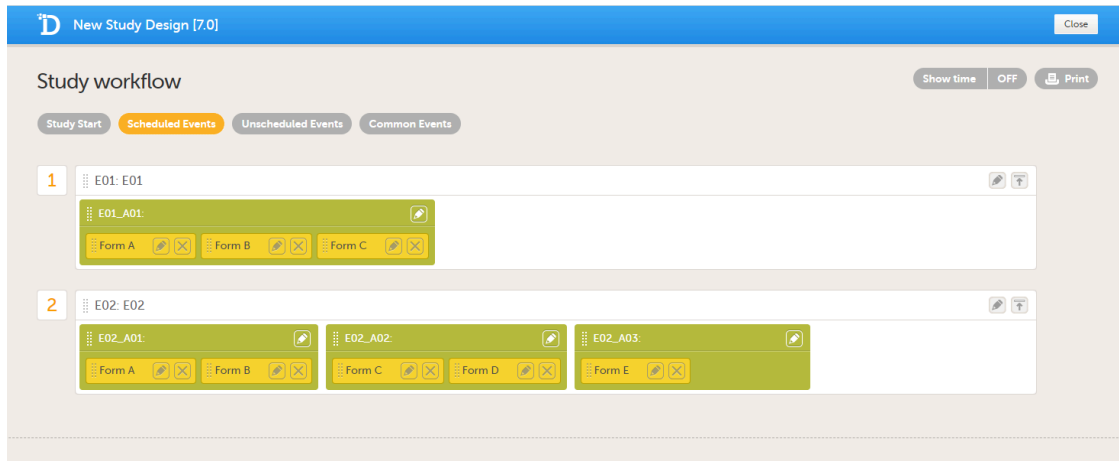 D New Study Design [7.0] Close
Study workflow Show time OFF Print
Study Start Scheduled Events Unscheduled Events Common Events
1 E01: E01
E01_A01:
Form A Form B Form C
2 E02: E02
E02_A01: E02_A02: E02_A03:
Form A Form B Form C Form D Form E